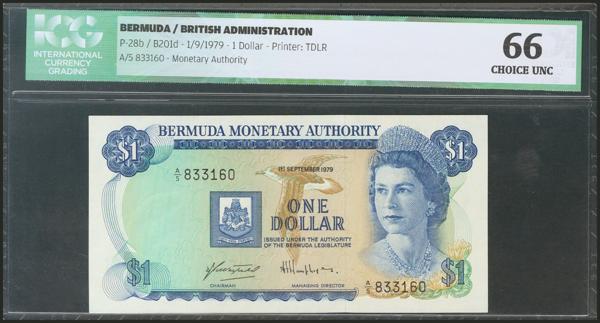 ICG
INTERNATIONAL
CURRENCY
GRADING
BERMUDA / BRITISH ADMINISTRATION
P-28b / B201d - 1/9/1979 - 1 Dollar - Printer: TDLR
A/5 833160 - Monetary Authority
66
CHOICE UNC
BERMUDA MONETARY AUTHORITY
$1
$1
A/5 833160
1ST SEPTEMBER 1979
ONE
DOLLAR
ISSUED UNDER THE AUTHORITY
OF THE BERMUDA LEGISLATURE
CHAIRMAN
MANAGING DIRECTOR
$1
A/5 833160
$1